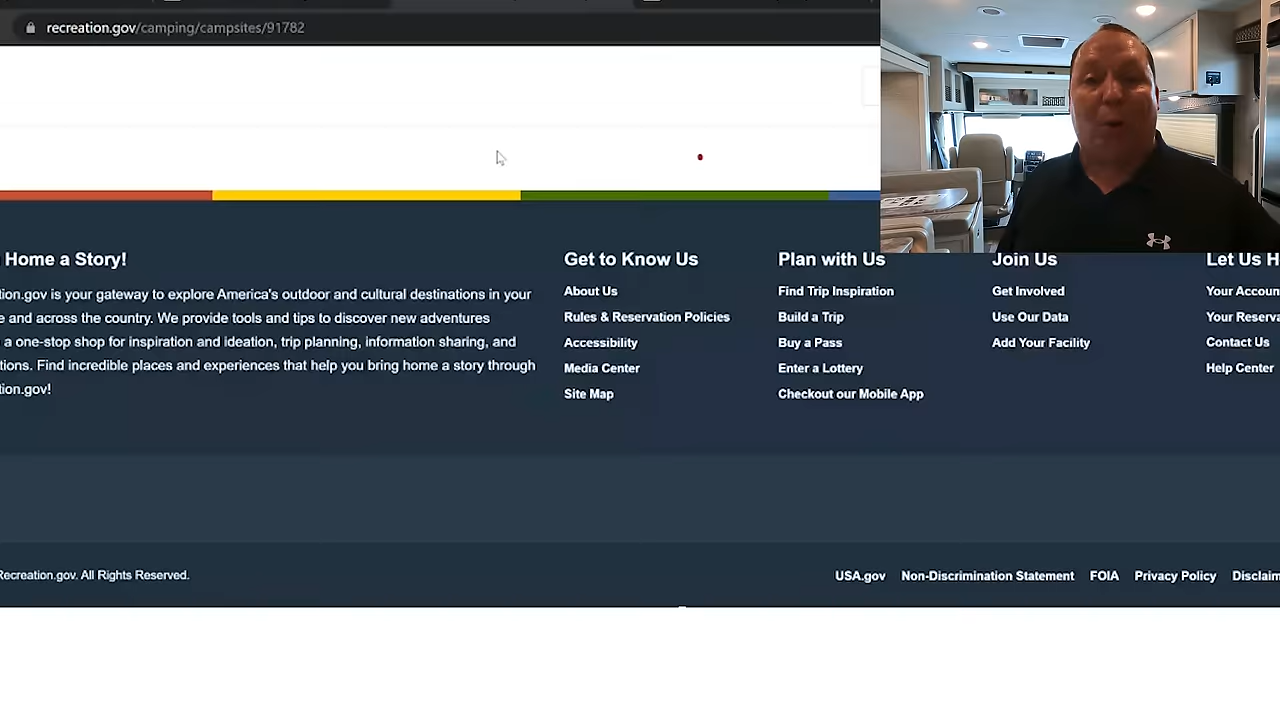 recreation.gov/camping/campsites/91782
Home a Story!
tion.gov is your gateway to explore America's outdoor and cultural destinations in your
e and across the country. We provide tools and tips to discover new adventures
a one-stop shop for inspiration and ideation, trip planning, information sharing, and
tions. Find incredible places and experiences that help you bring home a story through
tion.gov!
Get to Know Us
About Us
Rules & Reservation Policies
Accessibility
Media Center
Site Map
Plan with Us
Find Trip Inspiration
Build a Trip
Buy a Pass
Enter a Lottery
Checkout our Mobile App
Join Us
Get Involved
Use Our Data
Add Your Facility
Let Us H
Your Accoun
Your Reserva
Contact Us
Help Center
Recreation.gov. All Rights Reserved.
USA.gov
Non-Discrimination Statement
FOIA
Privacy Policy
Disclaim